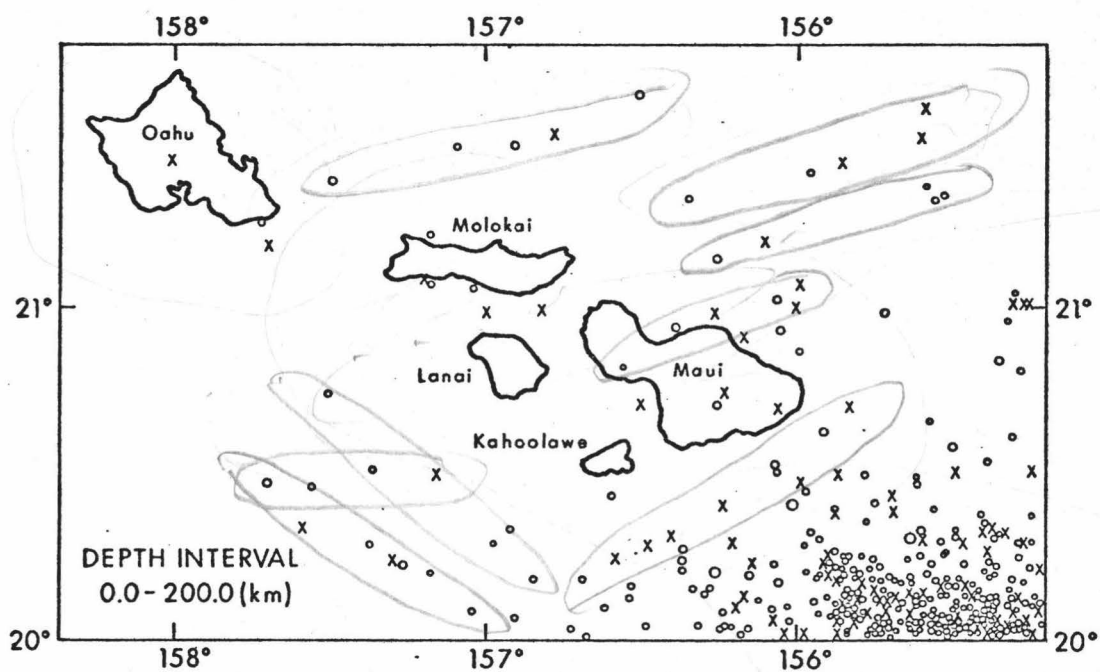 158° 157° 156°
Oahu
Molokai
21° 21°
Lanai
Maui
Kahoolawe
DEPTH INTERVAL
0.0-200.0 (km)
20° 20°
158° 157° 156°